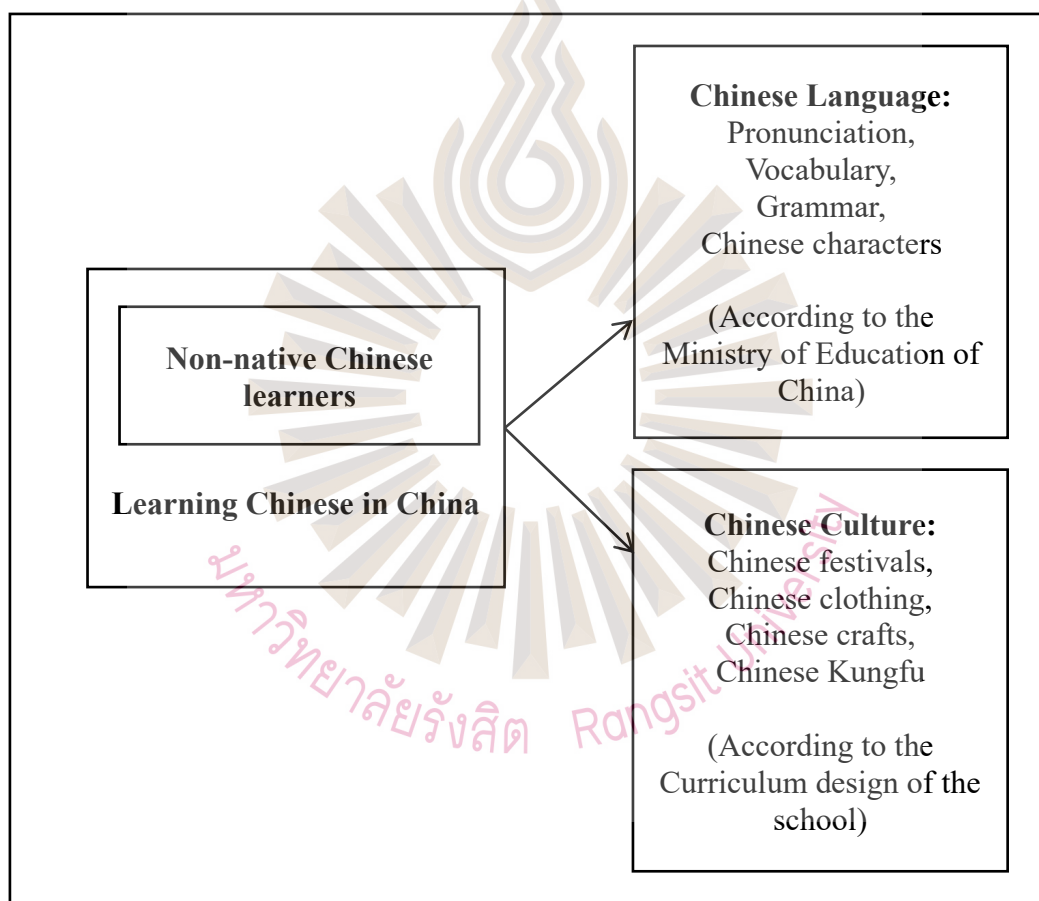 Non-native Chinese
learners
Learning Chinese in China
Chinese Language:
Pronunciation,
Vocabulary,
Grammar,
Chinese characters
(According to the
Ministry of Education of
China)
Chinese Culture:
Chinese festivals,
Chinese clothing,
Chinese crafts,
Chinese Kungfu
(According to the
Curriculum design of the
school)
มหาวิทยาลัยรังสิต Rangsit University